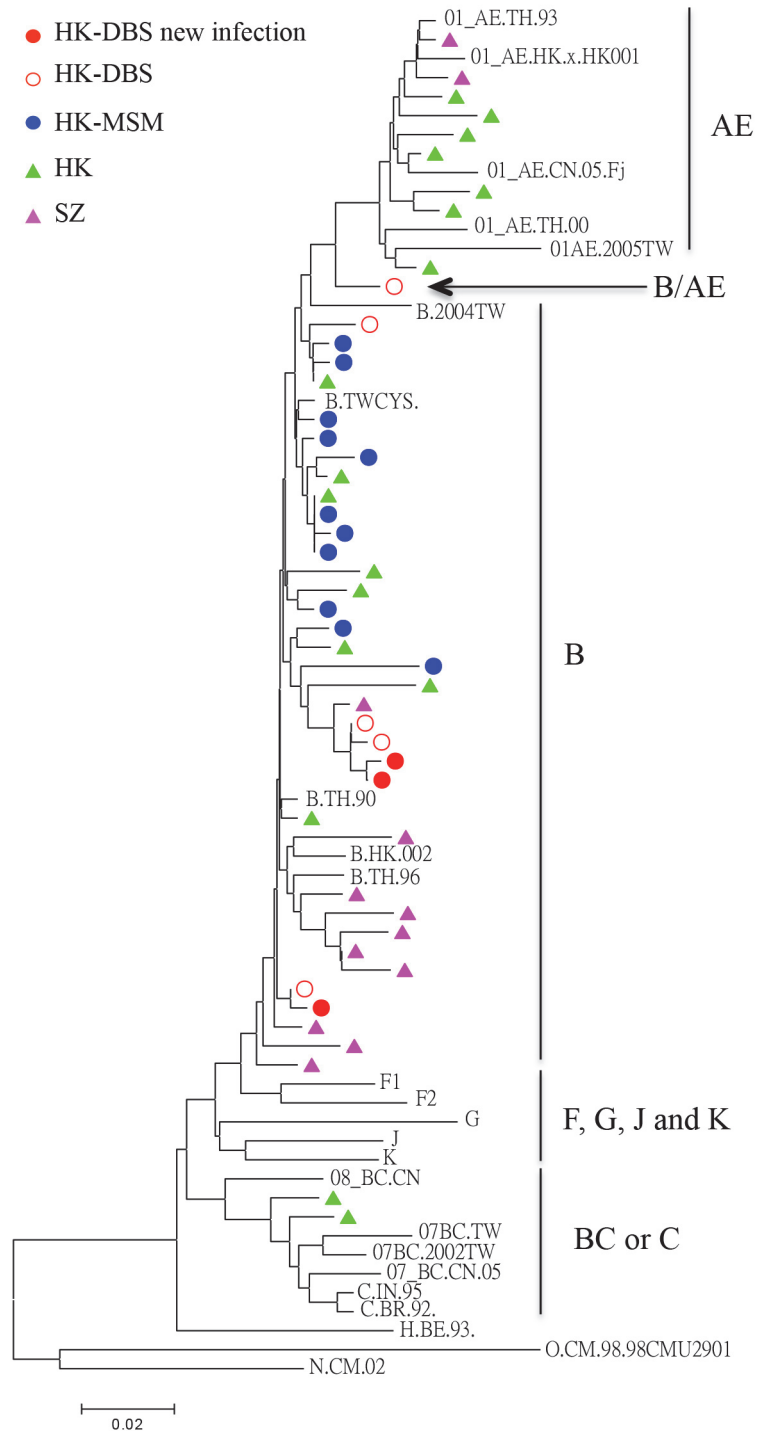 HK-DBS new infection
HK-DBS
HK-MSM
HK
SZ
01_AE.TH.93
01_AE.HK.x.HK001
01_AE.CN.05.Fj
01_AE.TH.00
01AE.2005TW
AE
B/AE
B.2004TW
B.TWCYS.
B
B.TH.90
B.HK.002
B.TH.96
F1
F2
G
J
K
F, G, J and K
08_BC.CN
07BC.TW
07BC.2002TW
07_BC.CN.05
C.IN.95
C.BR.92.
BC or C
H.BE.93.
O.CM.98.98CMU2901
N.CM.02
0.02